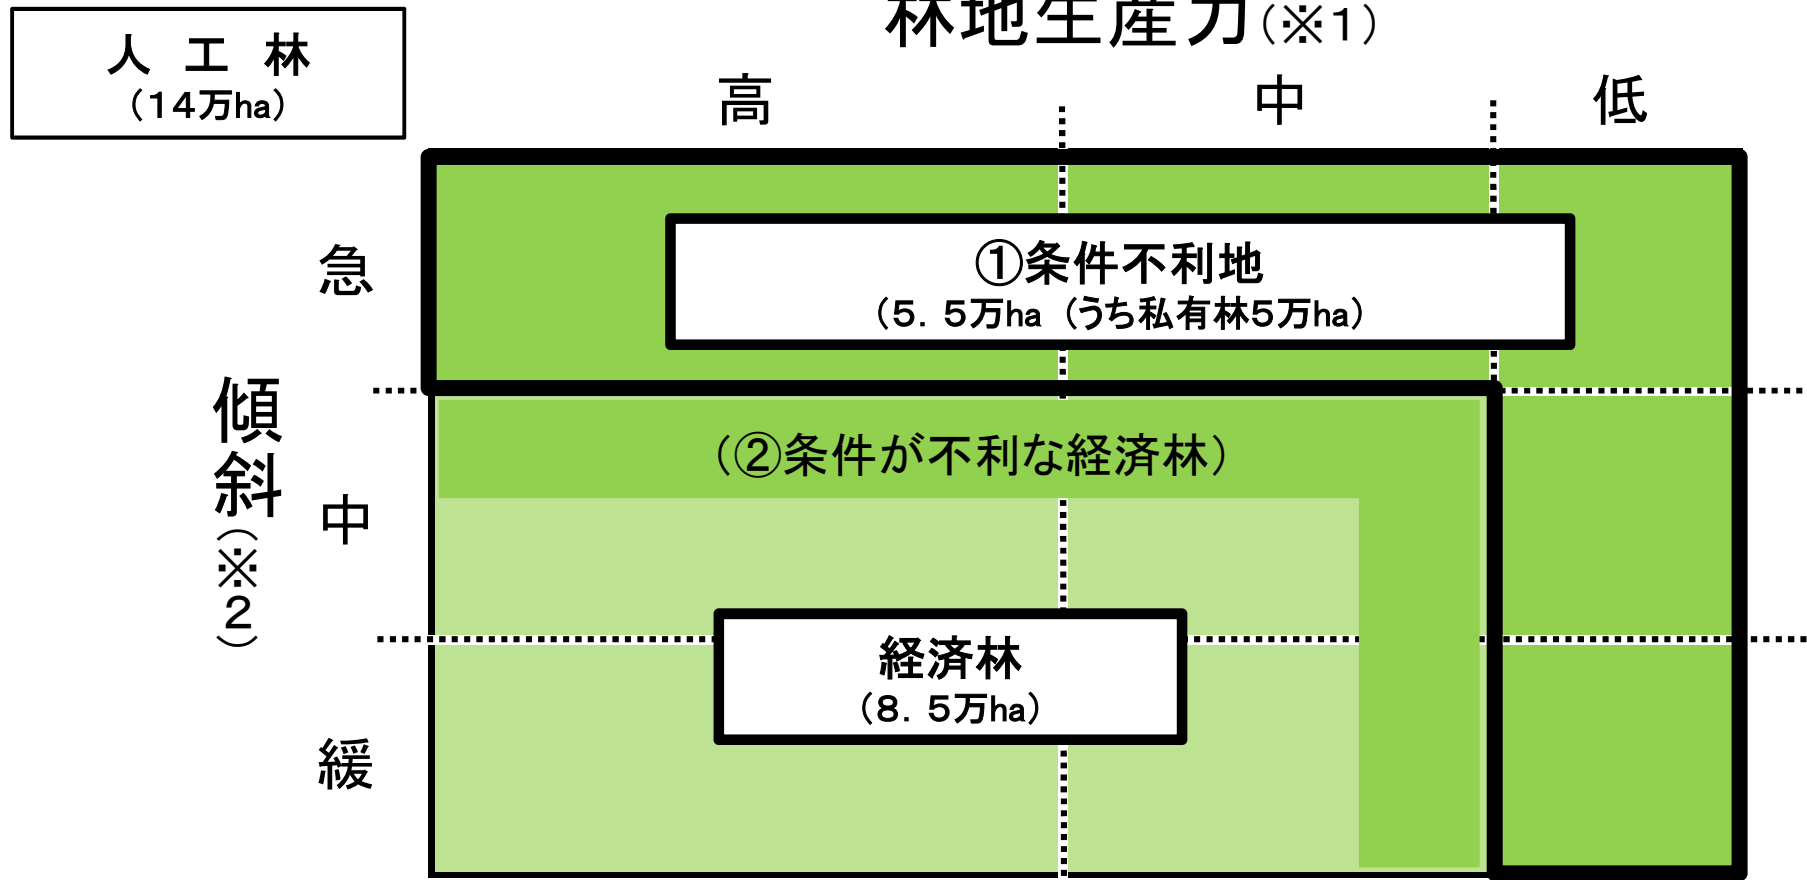 林地生産力(※1)
人 工 林
（14万ha）
高 中 低
急
①条件不利地
（5．5万ha（うち私有林5万ha）
傾斜（※2）
（②条件が不利な経済林）
中
経済林
（8．5万ha）
緩